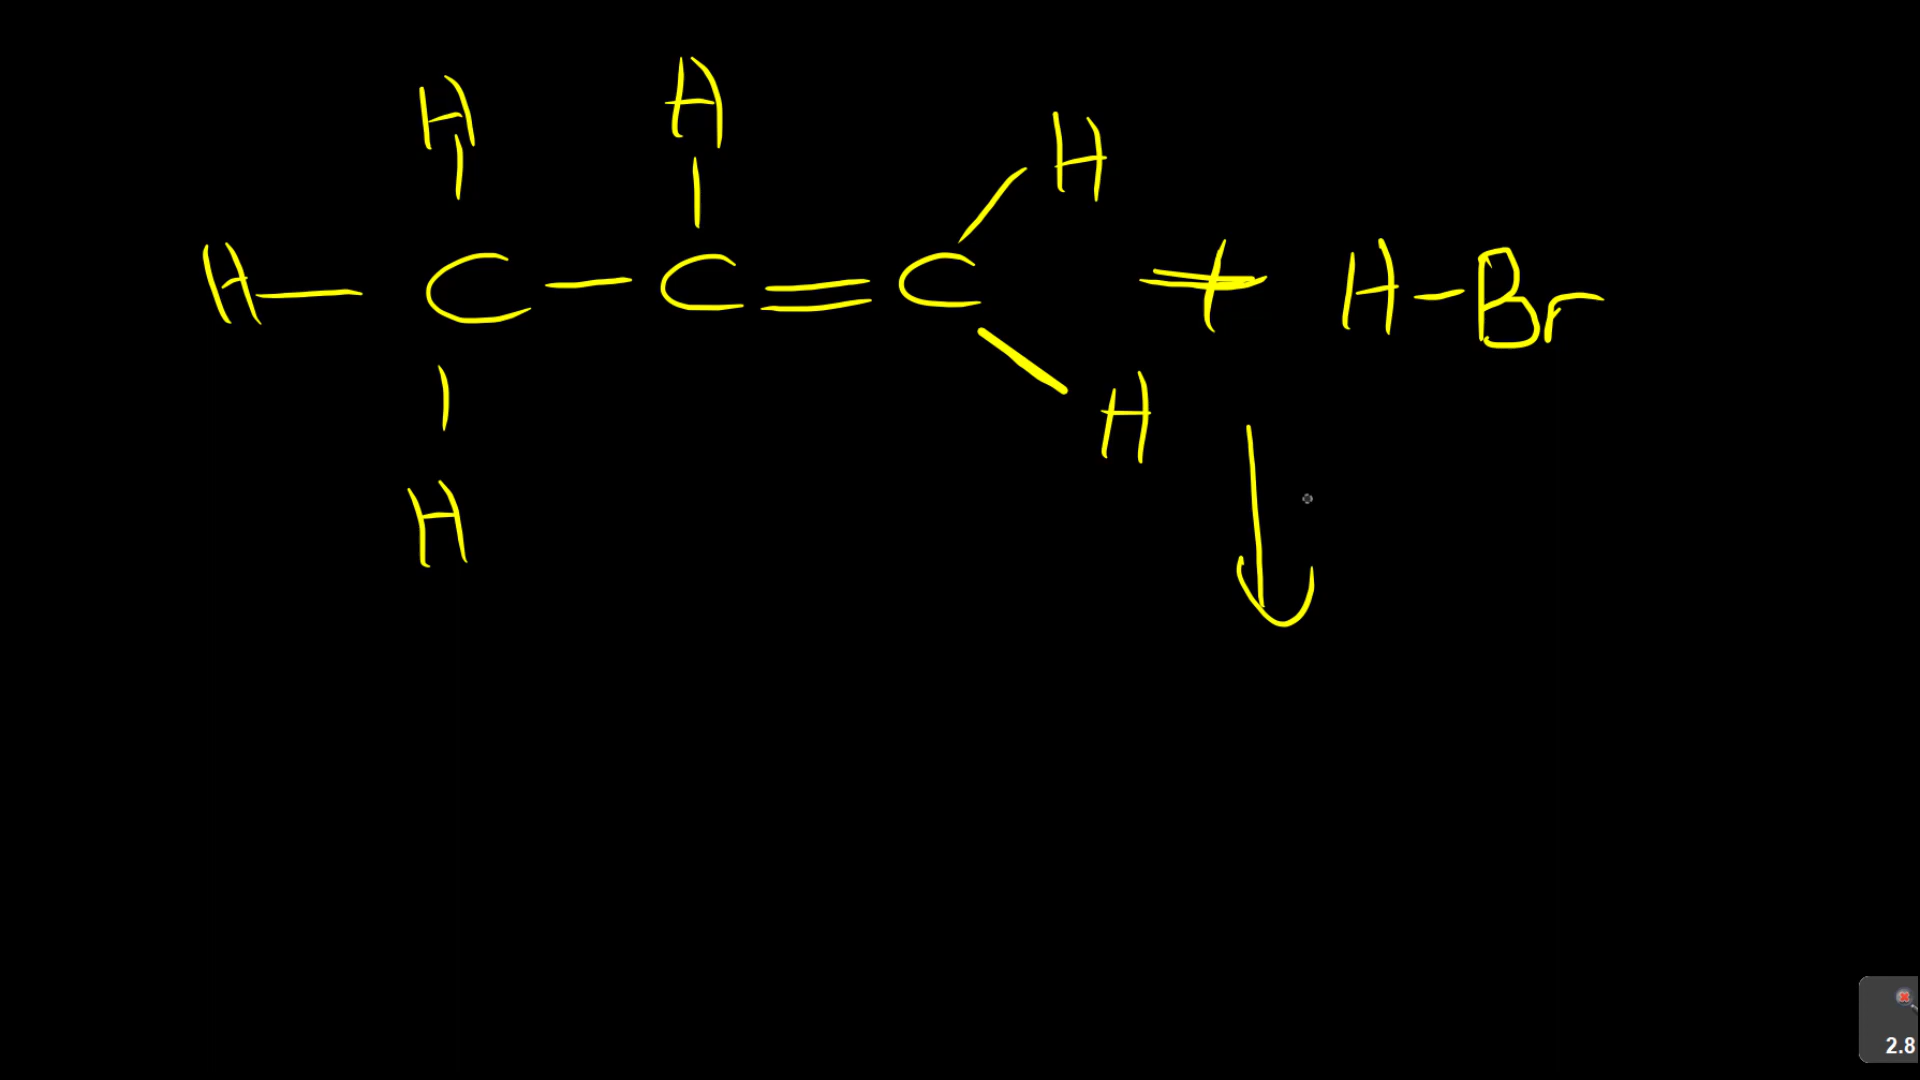 H H H
H—C—C=C + H-Br
H
H
2.8